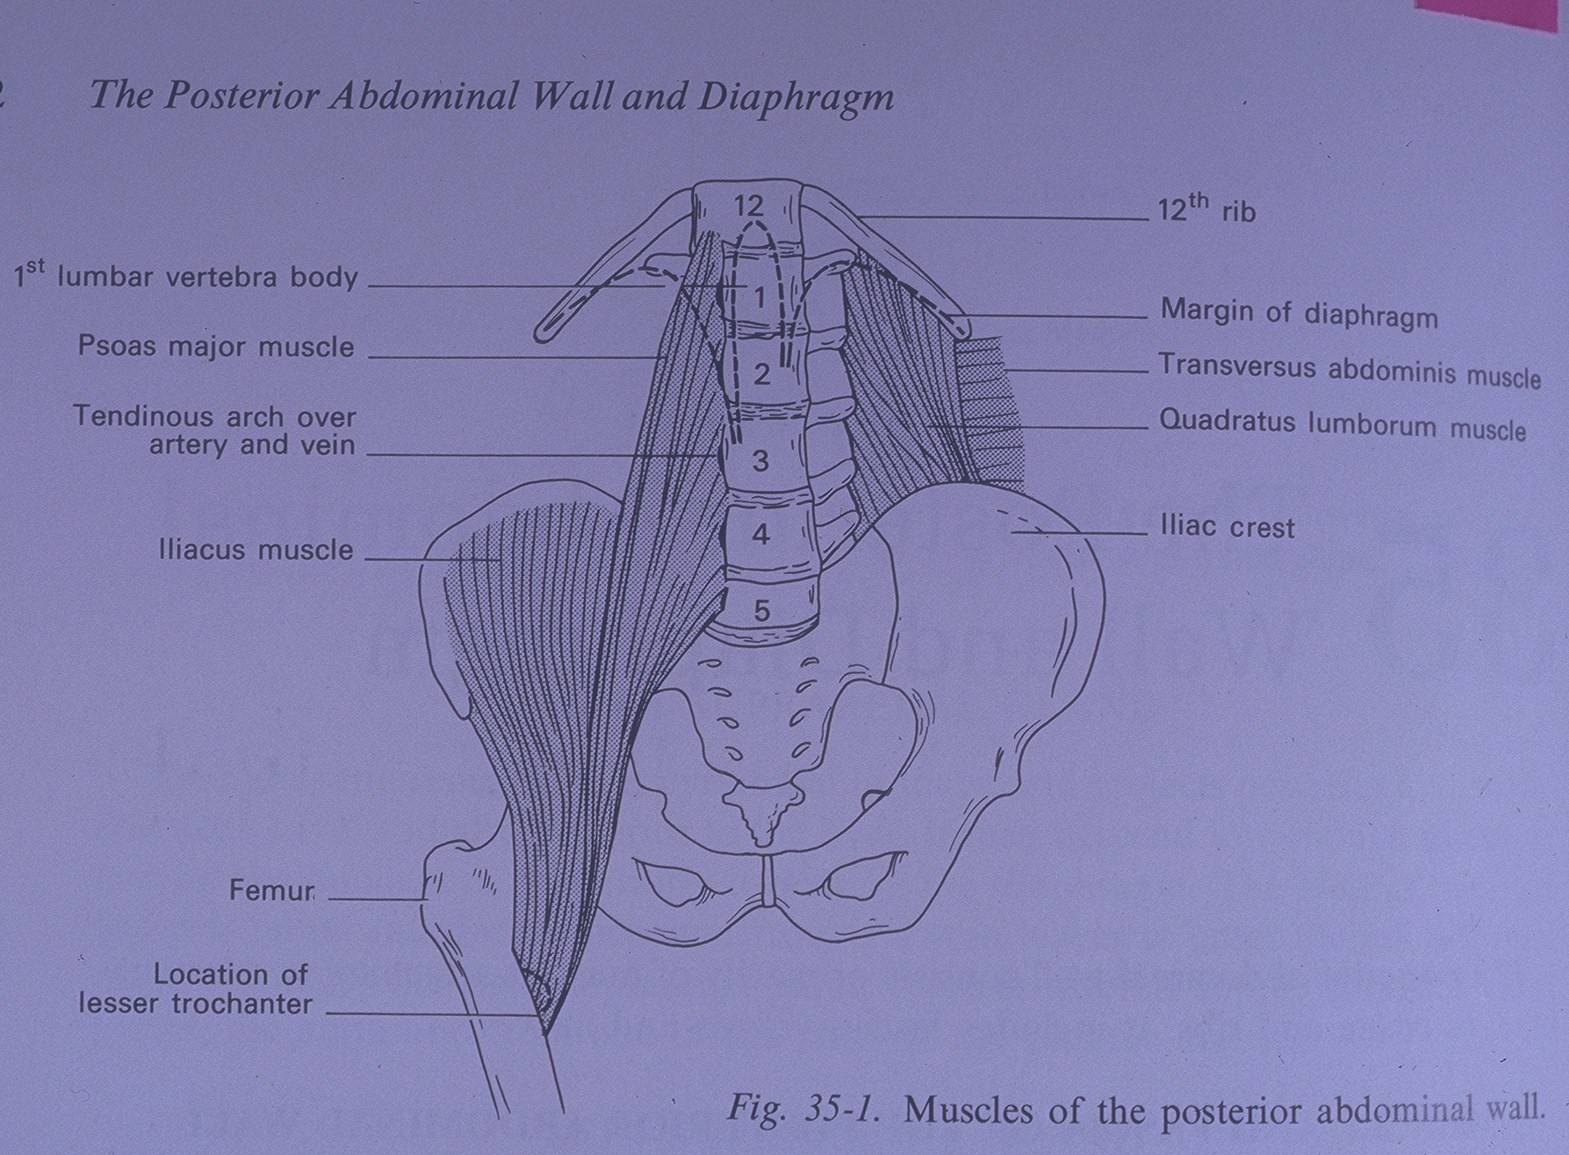 The Posterior Abdominal Wall and Diaphragm
12
12th rib
1st lumbar vertebra body
1
Margin of diaphragm
Psoas major muscle
2
Transversus abdominis muscle
Tendinous arch over
artery and vein
3
Quadratus lumborum muscle
Iliacus muscle
4
Iliac crest
5
Femur
Location of
lesser trochanter
Fig. 35-1. Muscles of the posterior abdominal wall.